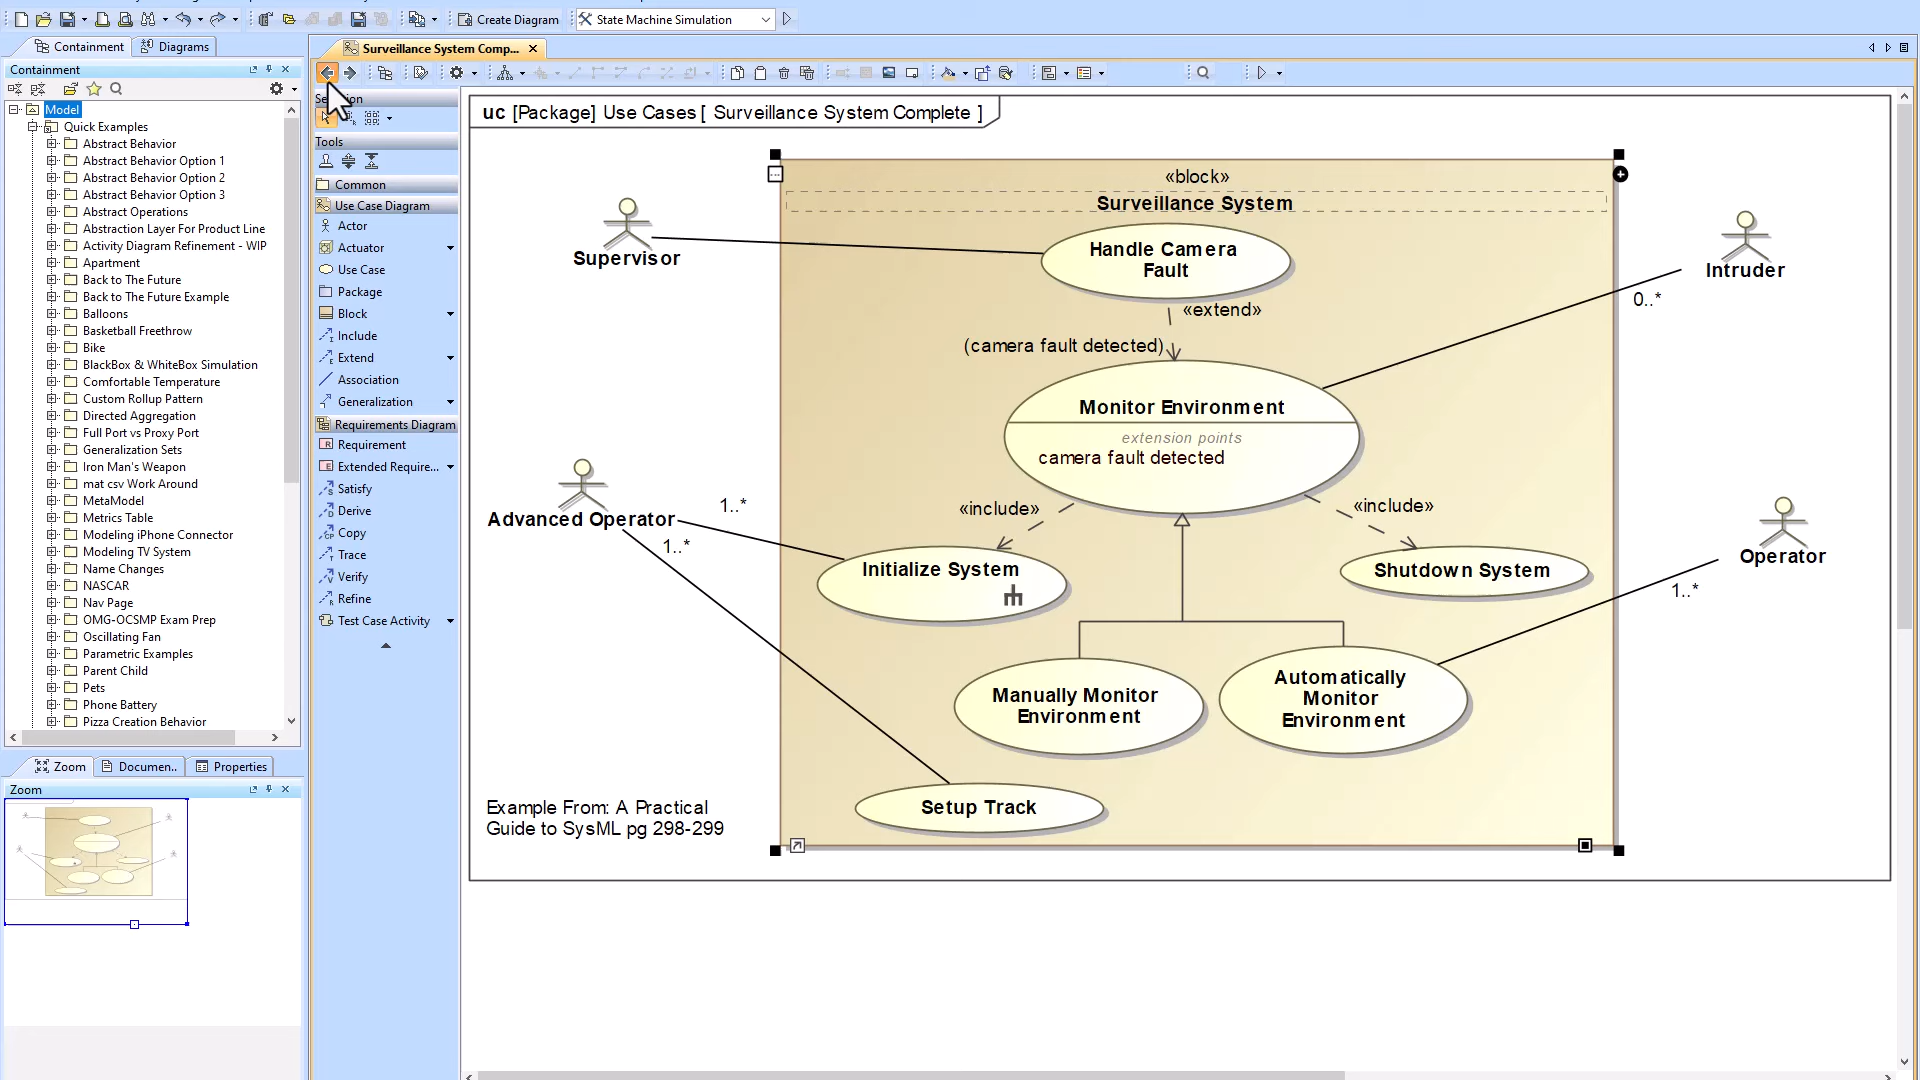 Create Diagram
State Machine Simulation
Containment
Diagrams
Surveillance System Comp...
Containment
Model
Quick Examples
Abstract Behavior
Abstract Behavior Option 1
Abstract Behavior Option 2
Abstract Behavior Option 3
Abstract Operations
Abstraction Layer For Product Line
Activity Diagram Refinement - WIP
Apartment
Back to The Future
Back to The Future Example
Balloons
Basketball Freethrow
Bike
BlackBox & WhiteBox Simulation
Comfortable Temperature
Custom Rollup Pattern
Directed Aggregation
Full Port vs Proxy Port
Generalization Sets
Iron Man's Weapon
mat csv Work Around
MetaModel
Metrics Table
Modeling iPhone Connector
Modeling TV System
Name Changes
NASCAR
Nav Page
OMG-OCSMP Exam Prep
Oscillating Fan
Parametric Examples
Parent Child
Pets
Phone Battery
Pizza Creation Behavior
Zoom
Documen..
Properties
Zoom
Tools
Common
Use Case Diagram
Actor
Actuator
Use Case
Package
Block
Include
Extend
Association
Generalization
Requirements Diagram
Requirement
Extended Require...
Satisfy
Derive
Copy
Trace
Verify
Refine
Test Case Activity
uc [Package] Use Cases [ Surveillance System Complete ]
«block»
Surveillance System
Supervisor
Handle Camera
Fault
Intruder
0..*
«extend»
(camera fault detected)
Monitor Environment
extension points
camera fault detected
Advanced Operator
1..*
1..*
«include»
«include»
Initialize System
Shutdown System
Operator
1..*
Manually Monitor
Environment
Automatically
Monitor
Environment
Setup Track
Example From: A Practical
Guide to SysML pg 298-299